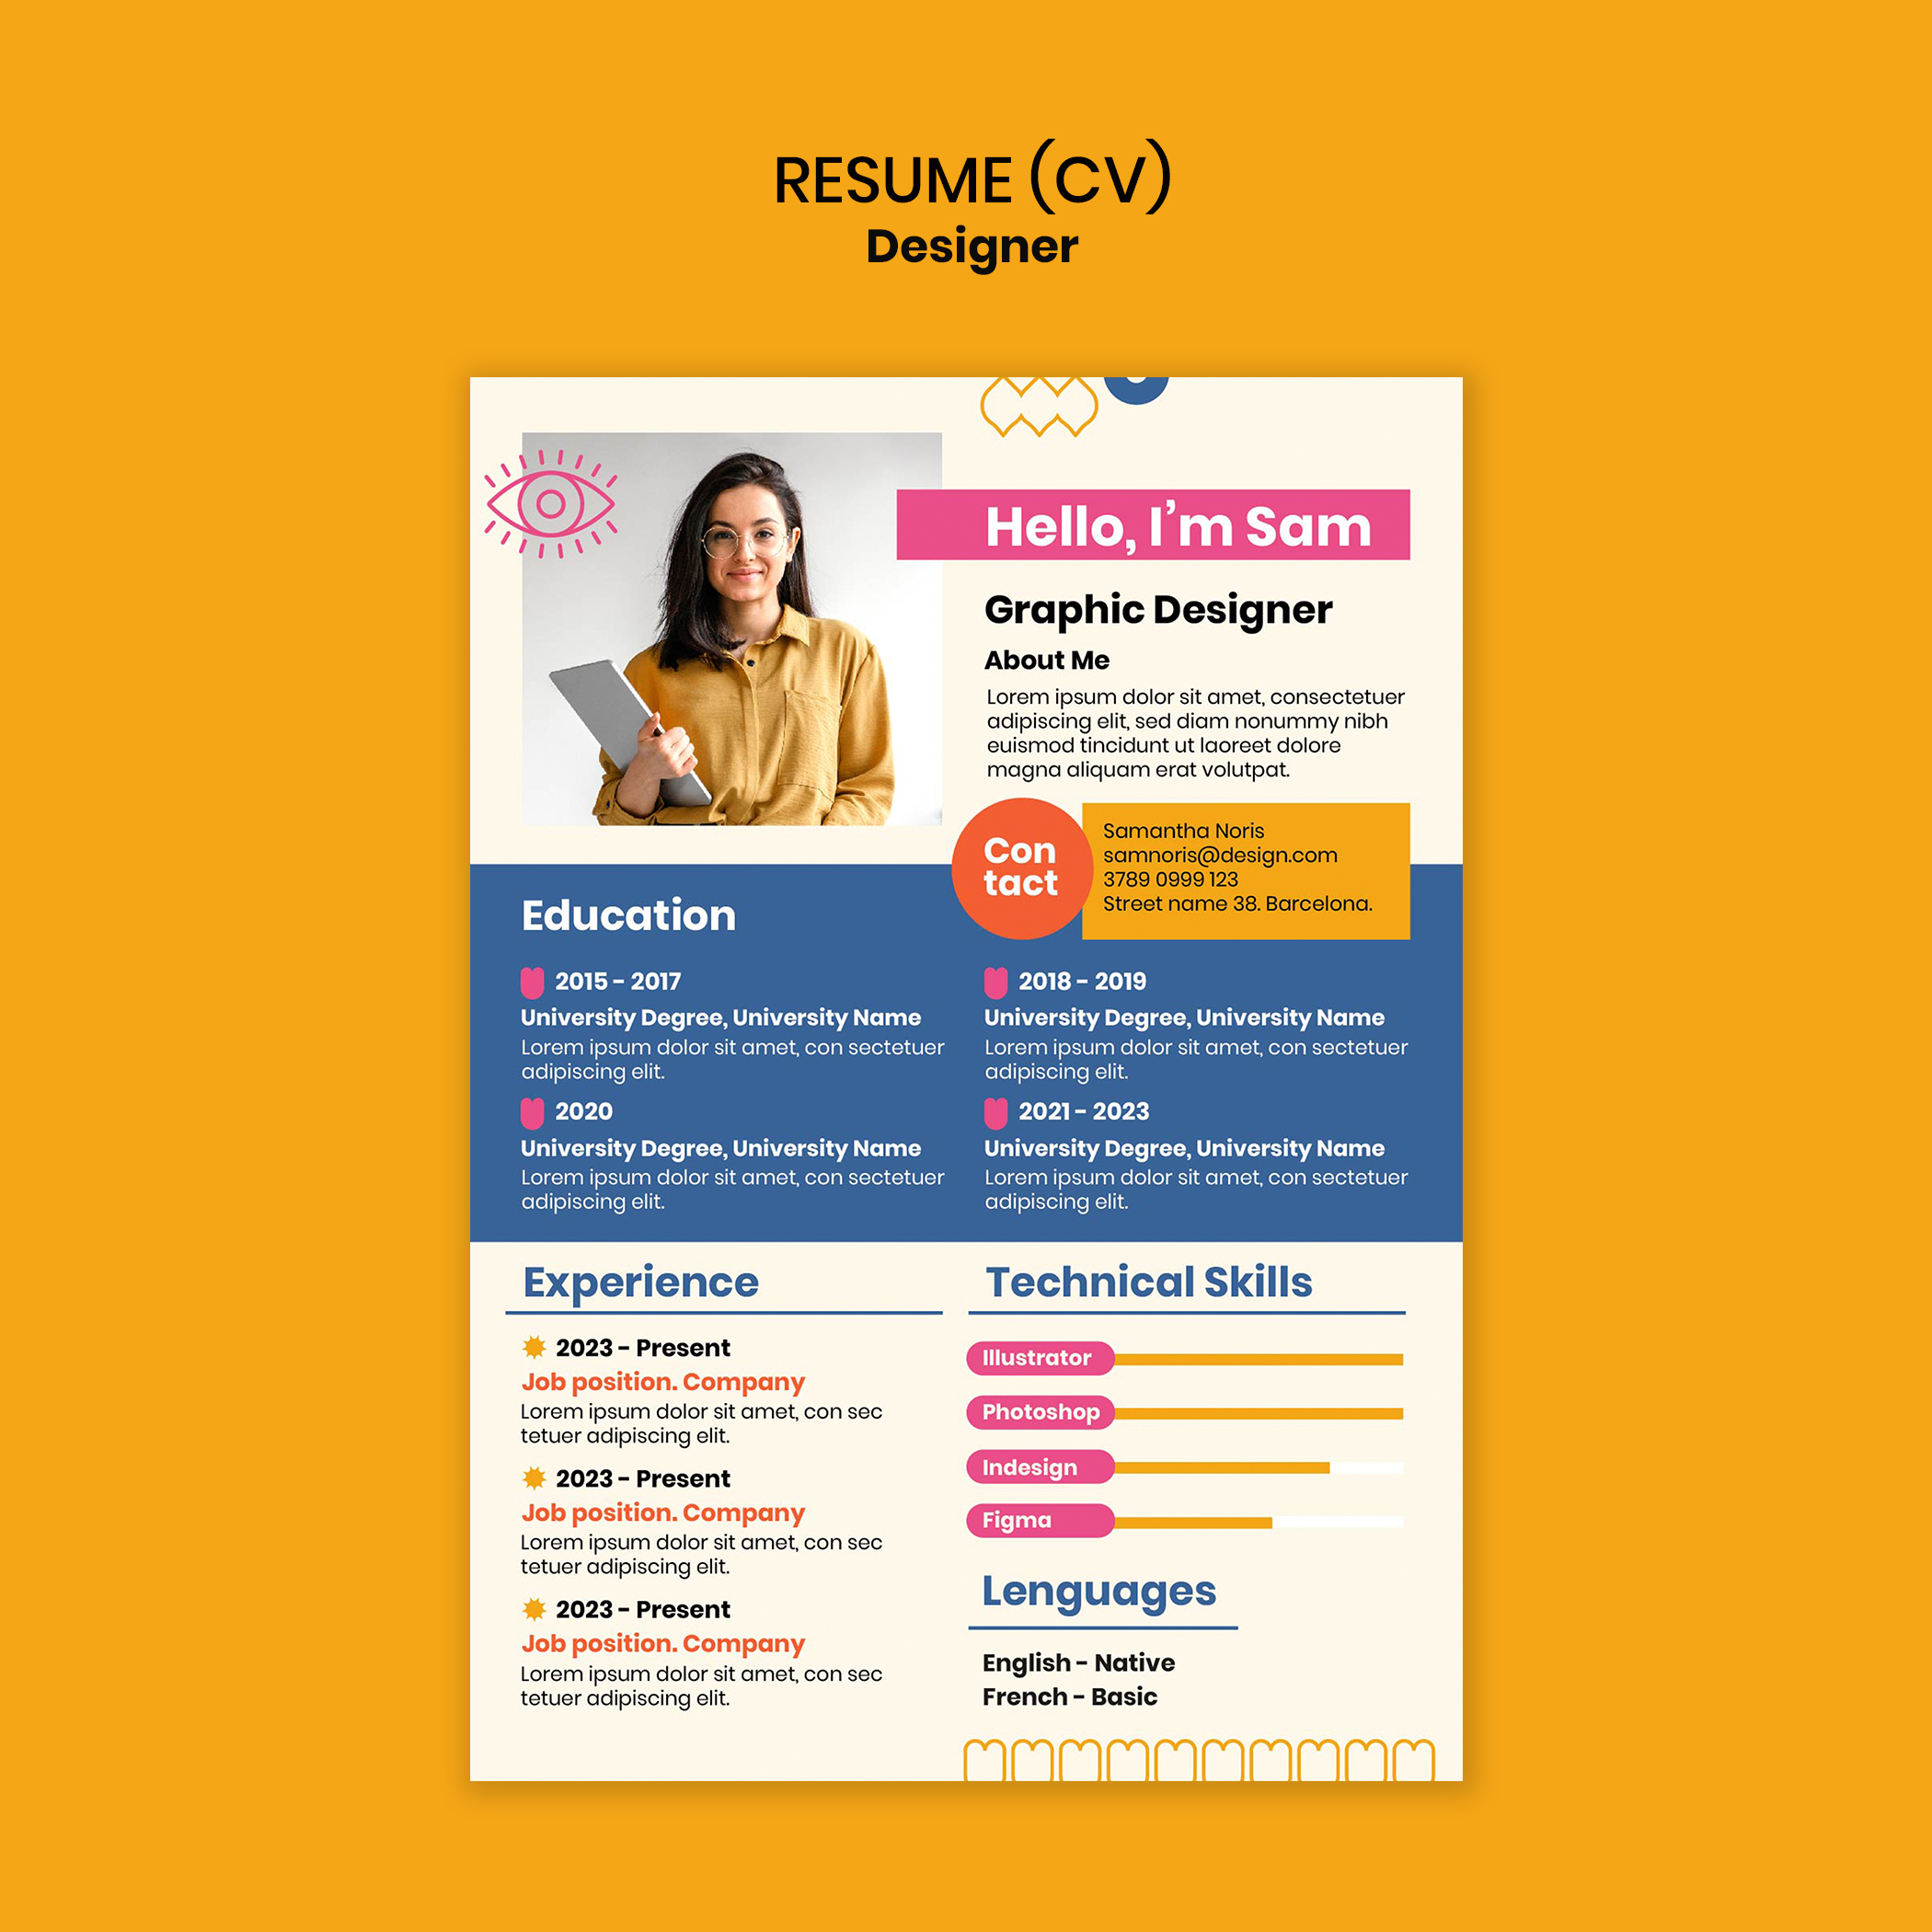 RESUME (CV)
Designer
Hello, I'm Sam
Graphic Designer
About Me
Lorem ipsum dolor sit amet, consectetuer
adipiscing elit, sed diam nonummy nibh
euismod tincidunt ut laoreet dolore
magna aliquam erat volutpat.
Con
tact
Samantha Noris
samnoris@design.com
3789 0999 123
Street name 38. Barcelona.
Education
2015 - 2017
University Degree, University Name
Lorem ipsum dolor sit amet, con sectetuer
adipiscing elit.
2018 - 2019
University Degree, University Name
Lorem ipsum dolor sit amet, con sectetuer
adipiscing elit.
2020
University Degree, University Name
Lorem ipsum dolor sit amet, con sectetuer
adipiscing elit.
2021 - 2023
University Degree, University Name
Lorem ipsum dolor sit amet, con sectetuer
adipiscing elit.
Experience
2023 - Present
Job position. Company
Lorem ipsum dolor sit amet, con sec
tetuer adipiscing elit.
2023 - Present
Job position. Company
Lorem ipsum dolor sit amet, con sec
tetuer adipiscing elit.
2023 - Present
Job position. Company
Lorem ipsum dolor sit amet, con sec
tetuer adipiscing elit.
Technical Skills
Illustrator
Photoshop
Indesign
Figma
Lenguages
English - Native
French - Basic